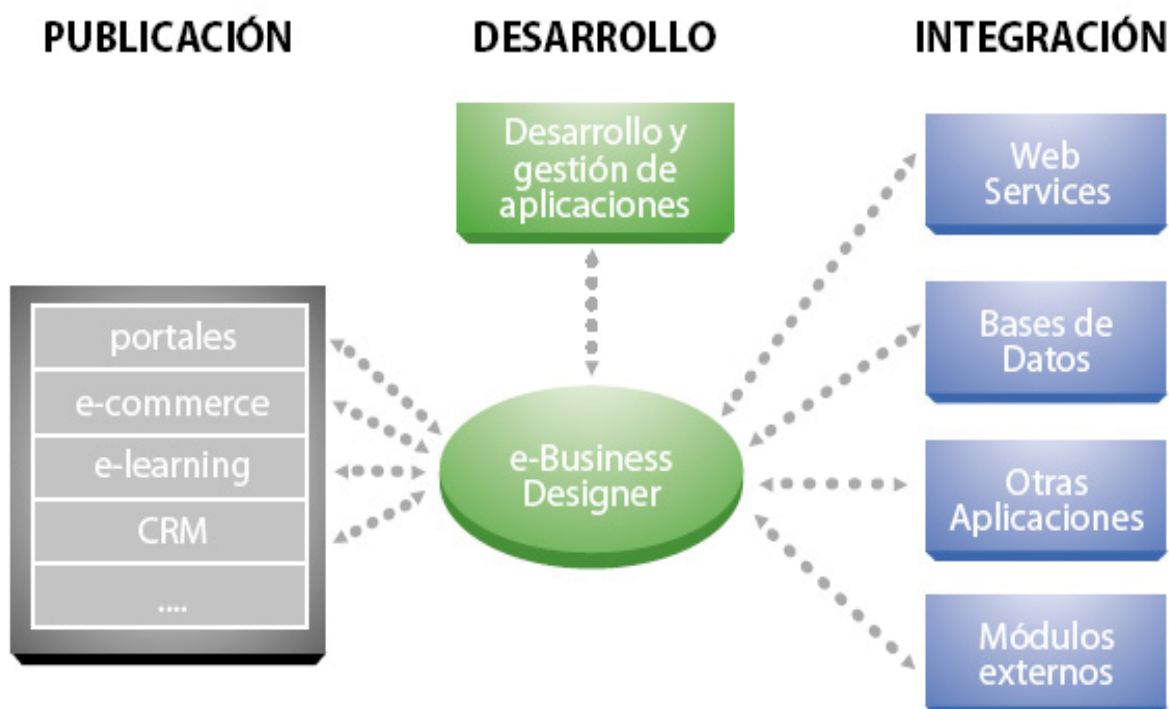 PUBLICACIÓN
DESARROLLO
INTEGRACIÓN
portales
e-commerce
e-learning
CRM
....
Desarrollo y
gestión de
aplicaciones
e-Business
Designer
Web
Services
Bases de
Datos
Otras
Aplicaciones
Módulos
externos